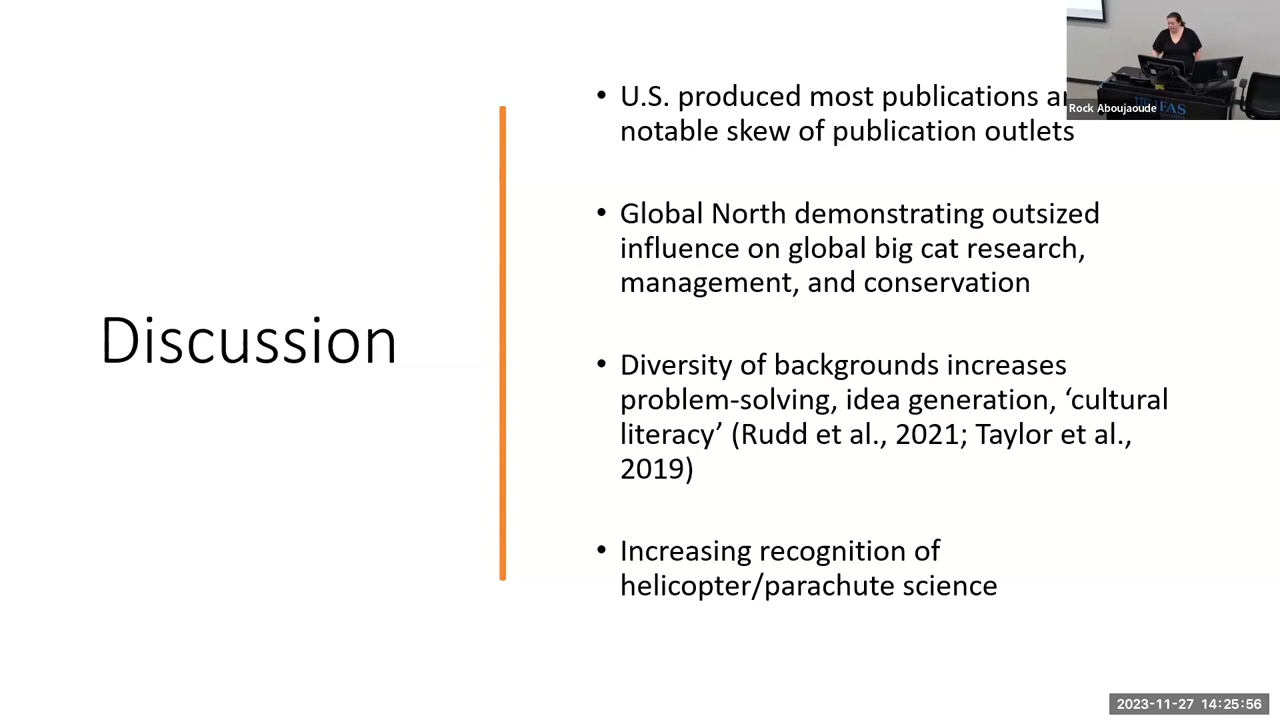 • U.S. produced most publications
notable skew of publication outlets
Rock Aboujaoude
• Global North demonstrating outsized
influence on global big cat research,
management, and conservation
Discussion
• Diversity of backgrounds increases
problem-solving, idea generation, ‘cultural
literacy’ (Rudd et al., 2021; Taylor et al.,
2019)
• Increasing recognition of
helicopter/parachute science
2023-11-27 14:25:56